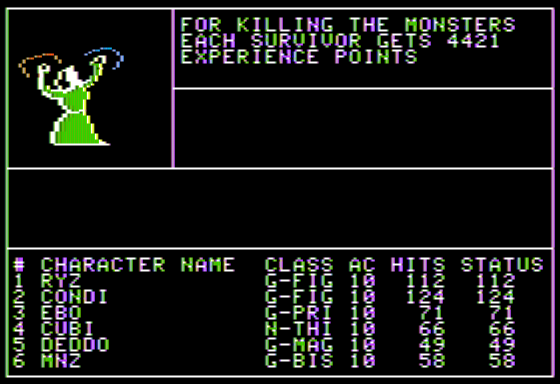 FOR KILLING THE MONSTERS
EACH SURVIVOR GETS 4421
EXPERIENCE POINTS
# CHARACTER NAME CLASS AC HITS STATUS
1 RYZ G-FIG 10 112 112
2 CONDI G-FIG 10 124 124
3 EBO G-PRI 10 71 71
4 CUBI N-THI 10 66 66
5 DEDDO G-MAG 10 49 49
6 MNZ G-BIS 10 58 58